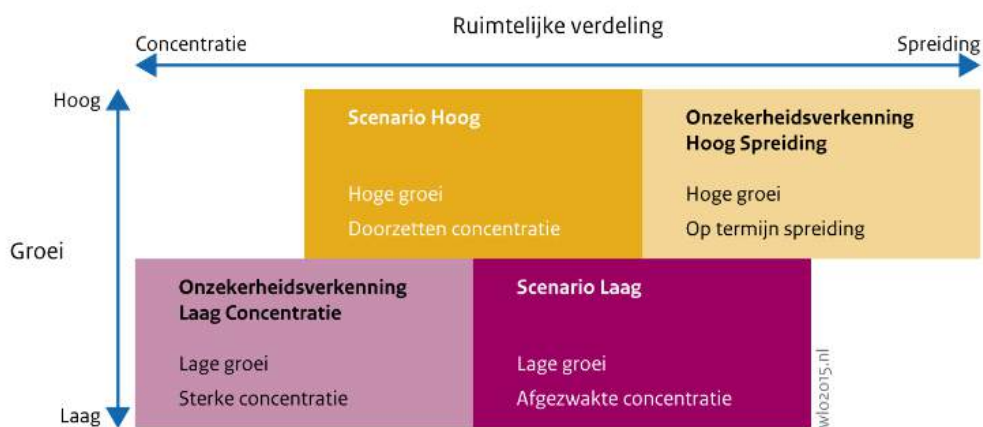 Ruimtelijke verdeling
Concentratie
Spreiding
Hoog
Groei
Laag
Scenario Hoog
Hoge groei
Doorzetten concentratie
Onzekerheidsverkenning
Hoog Spreiding
Hoge groei
Op termijn spreiding
Onzekerheidsverkenning
Laag Concentratie
Lage groei
Sterke concentratie
Scenario Laag
Lage groei
Afgezwakte concentratie
wlo2015.nl